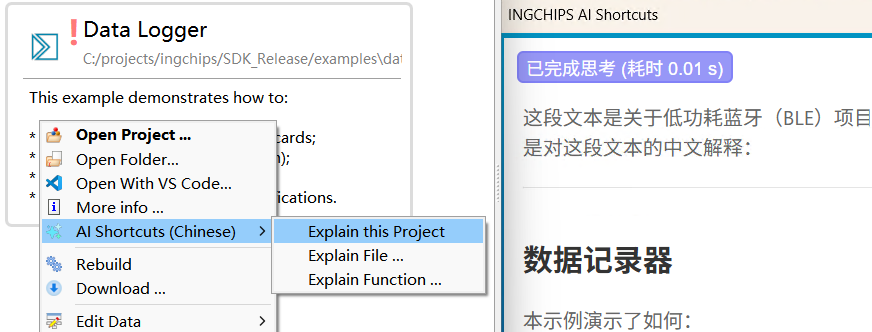 Data Logger
C:/projects/ingchips/SDK_Release/examples\dat
This example demonstrates how to:
* cards;
* );
*
* ications.
Open Project ...
Open Folder...
Open With VS Code...
More info ...
AI Shortcuts (Chinese)
Rebuild
Download ...
Edit Data
Explain this Project
Explain File ...
Explain Function ...
INGCHIPS AI Shortcuts
已完成思考 (耗时 0.01 s)
这段文本是关于低功耗蓝牙（BLE）项目
是对这段文本的中文解释：
数据记录器
本示例演示了如何：